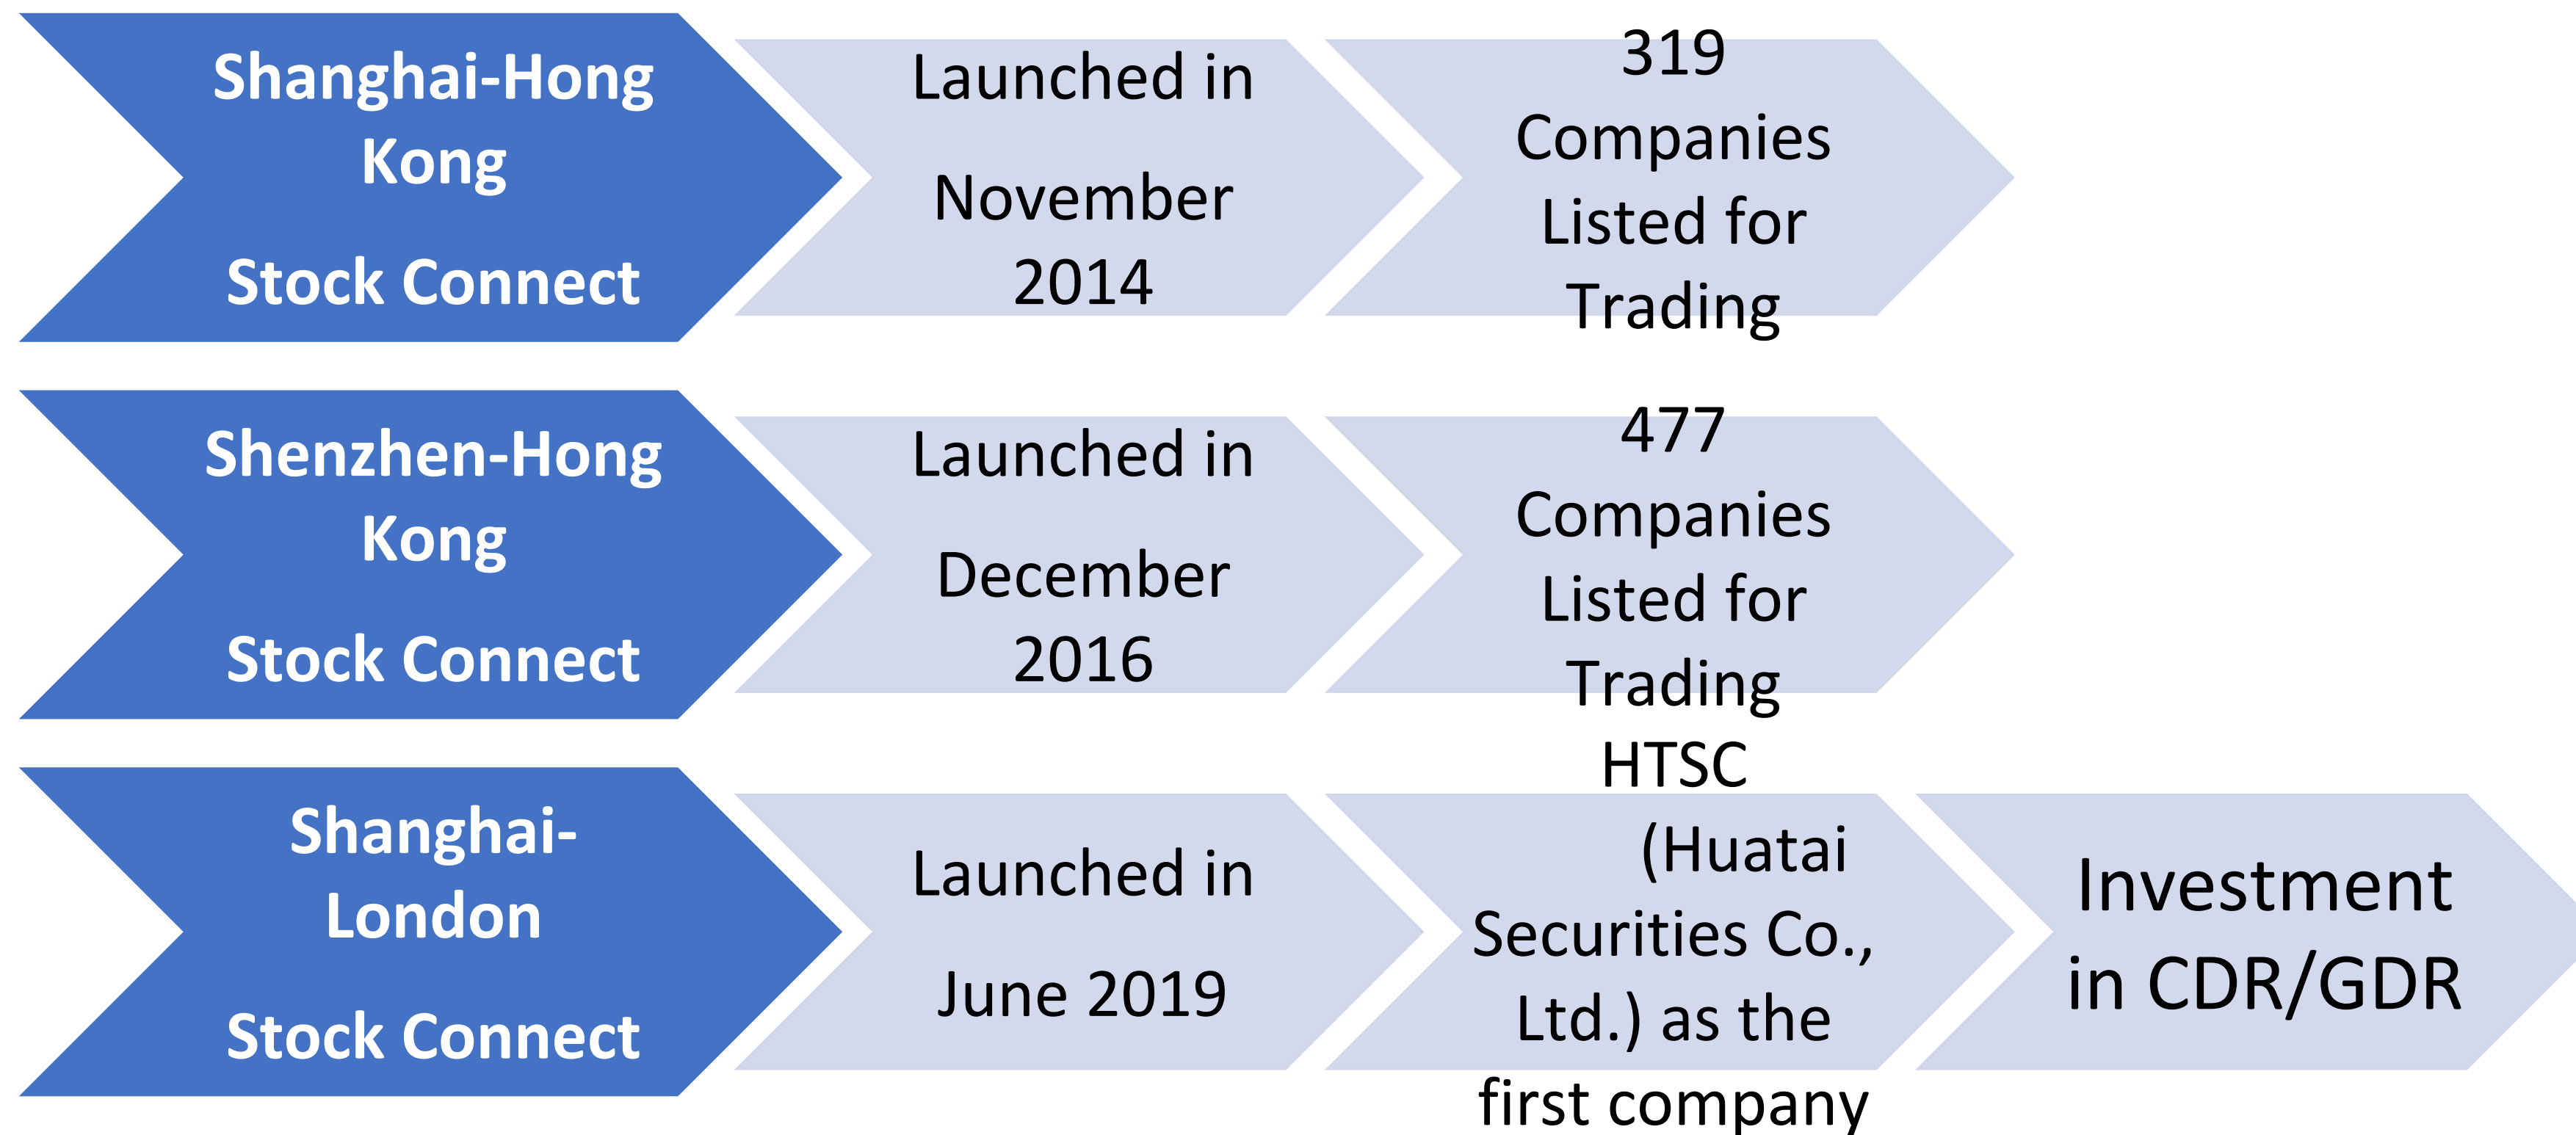 Shanghai-Hong
Kong
Stock Connect
Launched in
November
2014
319
Companies
Listed for
Trading
Shenzhen-Hong
Kong
Stock Connect
Launched in
December
2016
477
Companies
Listed for
Trading
Shanghai-
London
Stock Connect
Launched in
June 2019
HTSC
(Huatai
Securities Co.,
Ltd.) as the
first company
Investment
in CDR/GDR